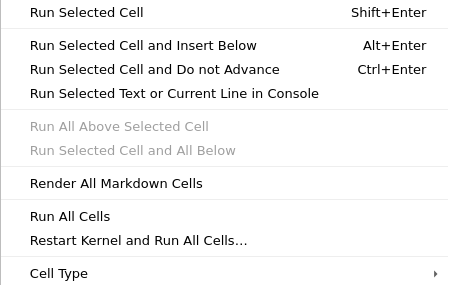 Run Selected Cell Shift+Enter
Run Selected Cell and Insert Below Alt+Enter
Run Selected Cell and Do not Advance Ctrl+Enter
Run Selected Text or Current Line in Console
Run All Above Selected Cell
Run Selected Cell and All Below
Render All Markdown Cells
Run All Cells
Restart Kernel and Run All Cells…
Cell Type